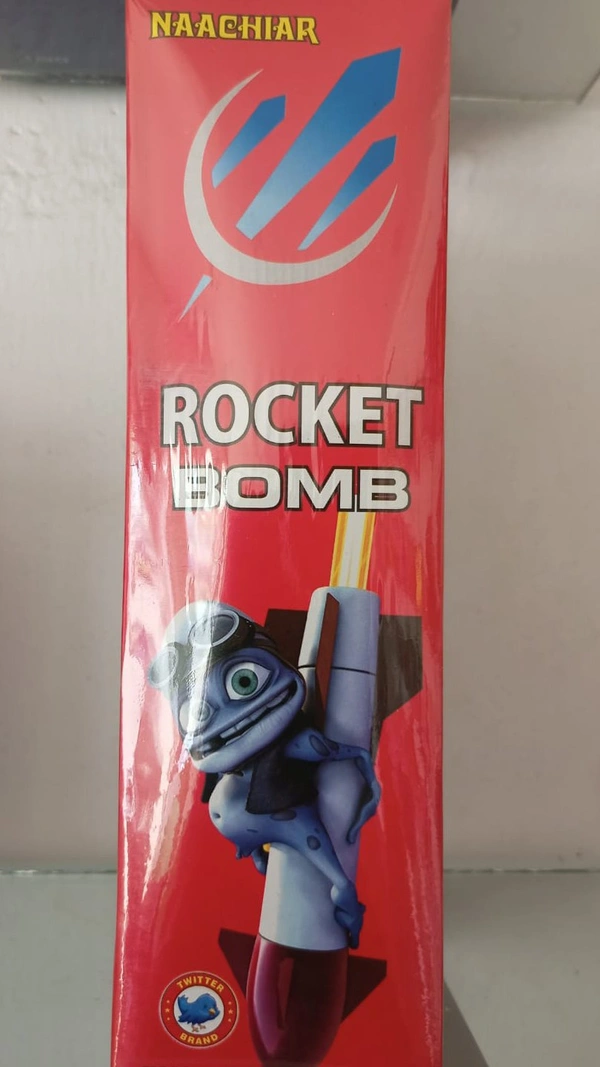 NAACHIAR
ROCKET
BOMB
TWITTER
BRAND